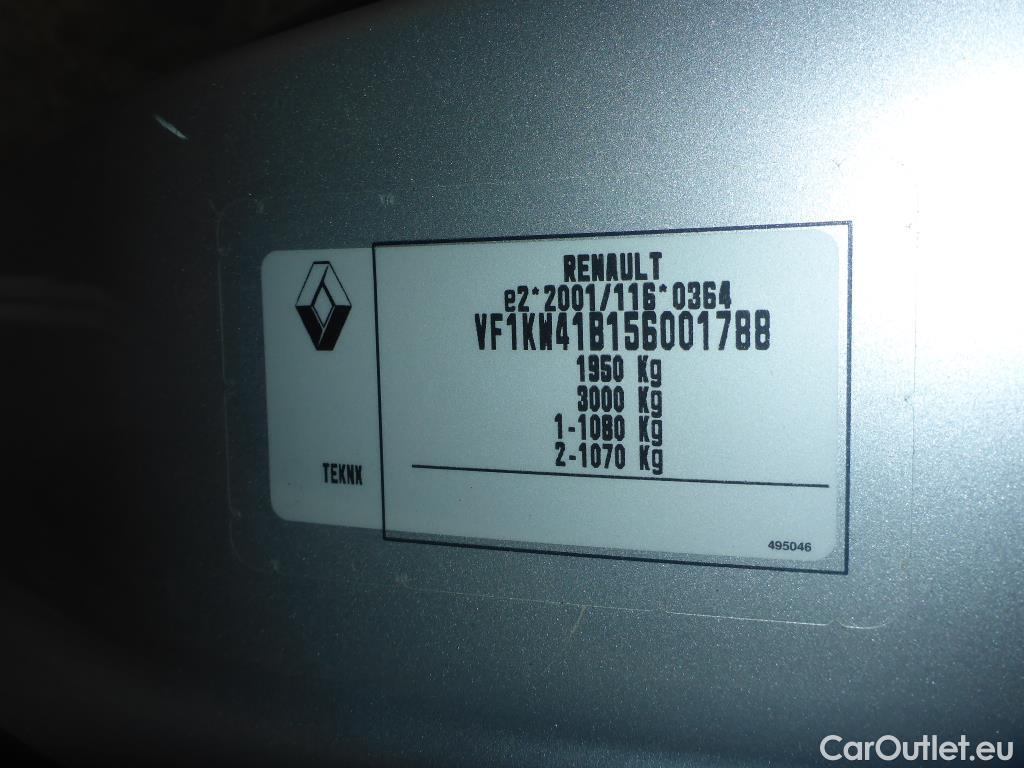 RENAULT
e2*2001/116*0364
VF1KW41B156001788
1950 Kg
3000 Kg
1-1080 Kg
2-1070 Kg
TEKNX
495046
CarOutlet.eu